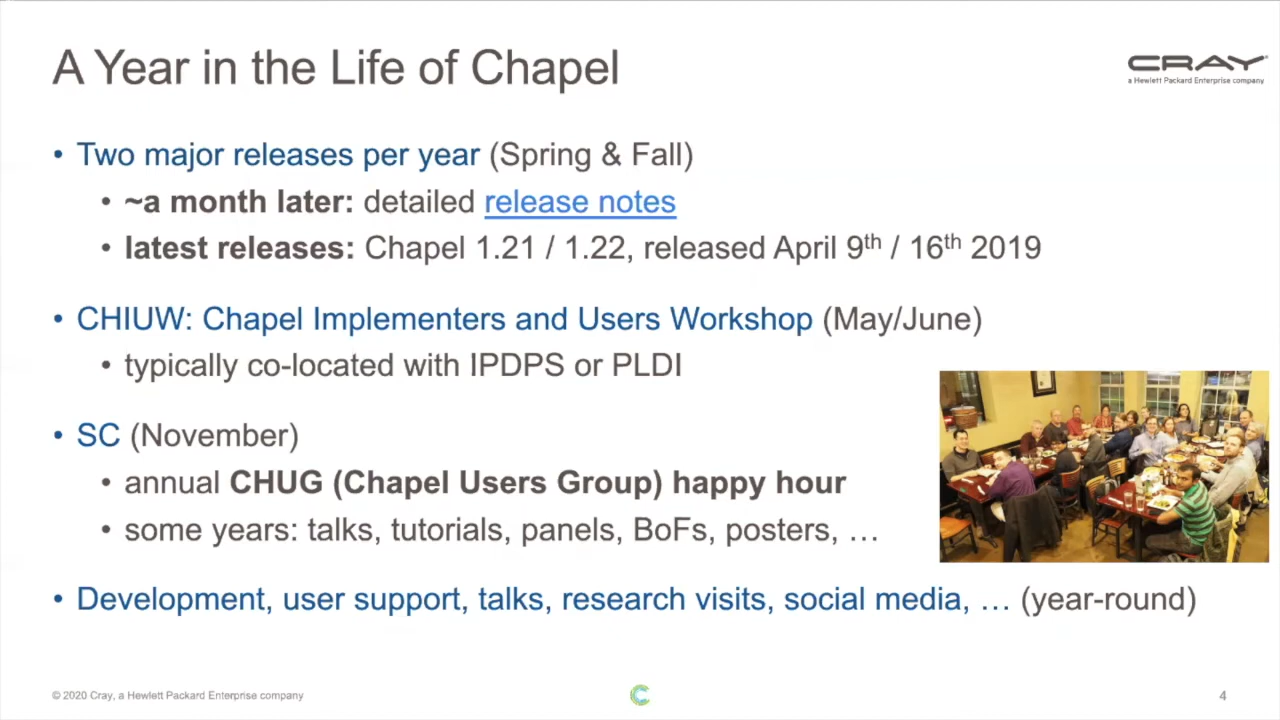 A Year in the Life of Chapel
CRAY
a Hewlett Packard Enterprise company
• Two major releases per year (Spring & Fall)
• ~a month later: detailed release notes
• latest releases: Chapel 1.21 / 1.22, released April 9th / 16th 2019
• CHIUW: Chapel Implementers and Users Workshop (May/June)
• typically co-located with IPDPS or PLDI
• SC (November)
• annual CHUG (Chapel Users Group) happy hour
• some years: talks, tutorials, panels, BoFs, posters, …
• Development, user support, talks, research visits, social media, … (year-round)
© 2020 Cray, a Hewlett Packard Enterprise company
4